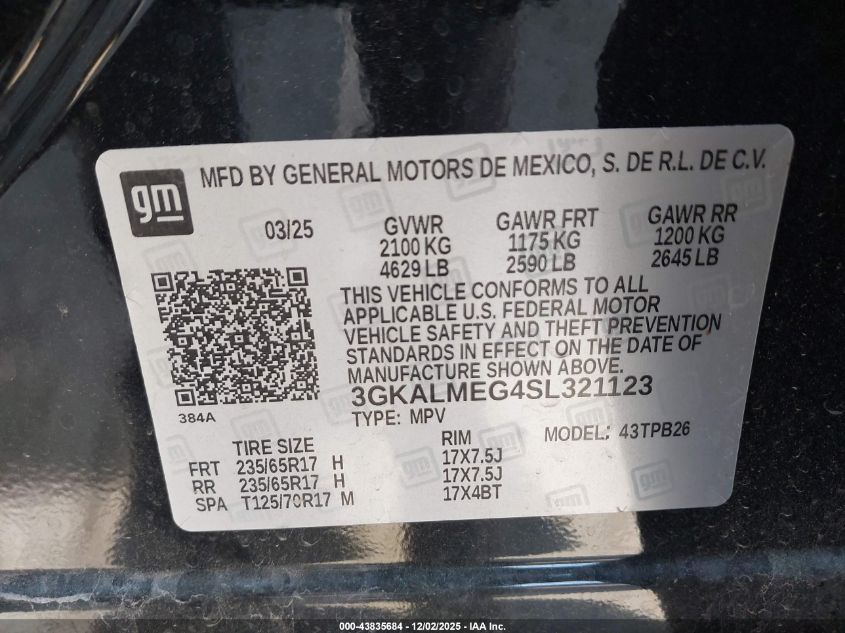 gm
MFD BY GENERAL MOTORS DE MEXICO, S. DE R.L. DE C.V.
03/25 GVWR GAWR FRT GAWR RR
2100 KG 1175 KG 1200 KG
4629 LB 2590 LB 2645 LB
THIS VEHICLE CONFORMS TO ALL
APPLICABLE U.S. FEDERAL MOTOR
VEHICLE SAFETY AND THEFT PREVENTION
STANDARDS IN EFFECT ON THE DATE OF
MANUFACTURE SHOWN ABOVE.
3GKALMEG4SL321123
384A
TYPE: MPV MODEL: 43TPB26
TIRE SIZE RIM
FRT 235/65R17 H 17X7.5J
RR 235/65R17 H 17X7.5J
SPA T125/70R17 M 17X4BT
000-43835684 - 12/02/2025 - IAA Inc.